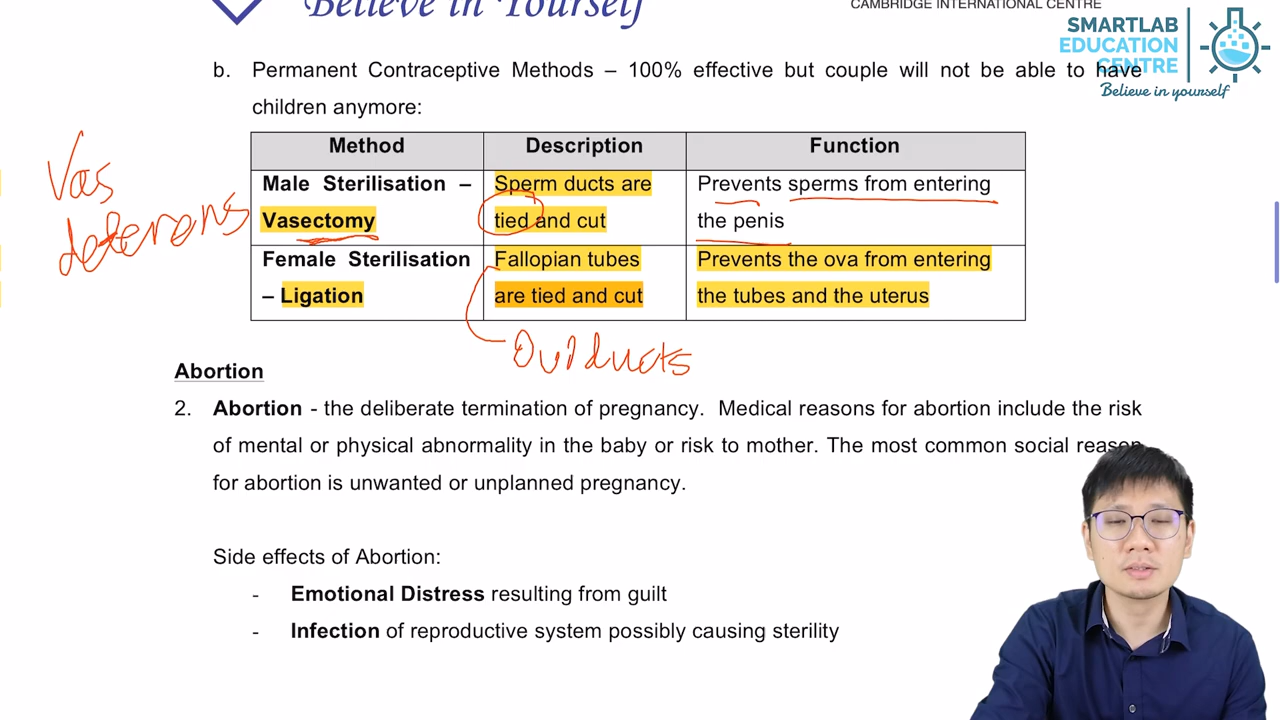 Believe in Yourself
CAMBRIDGE INTERNATIONAL CENTRE
SMARTLAB
EDUCATION
CENTRE
Believe in yourself
b. Permanent Contraceptive Methods – 100% effective but couple will not be able to have
children anymore:
Method Description Function
Male Sterilisation –
Vasectomy
Sperm ducts are
tied and cut
Prevents sperms from entering
the penis
Vas
deferens
Female Sterilisation
– Ligation
Fallopian tubes
are tied and cut
Prevents the ova from entering
the tubes and the uterus
Oviducts
Abortion
2. Abortion - the deliberate termination of pregnancy. Medical reasons for abortion include the risk
of mental or physical abnormality in the baby or risk to mother. The most common social reason
for abortion is unwanted or unplanned pregnancy.
Side effects of Abortion:
- Emotional Distress resulting from guilt
- Infection of reproductive system possibly causing sterility